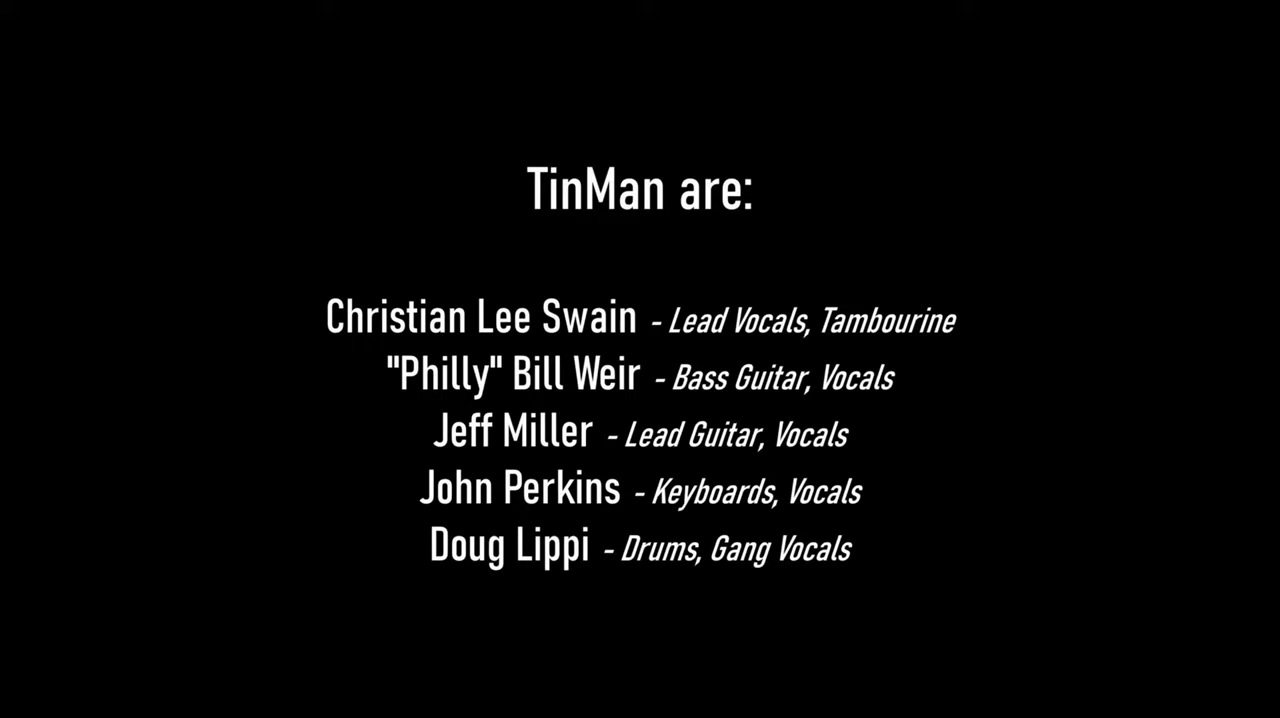 TinMan are:
Christian Lee Swain - Lead Vocals, Tambourine
"Philly" Bill Weir - Bass Guitar, Vocals
Jeff Miller - Lead Guitar, Vocals
John Perkins - Keyboards, Vocals
Doug Lippi - Drums, Gang Vocals